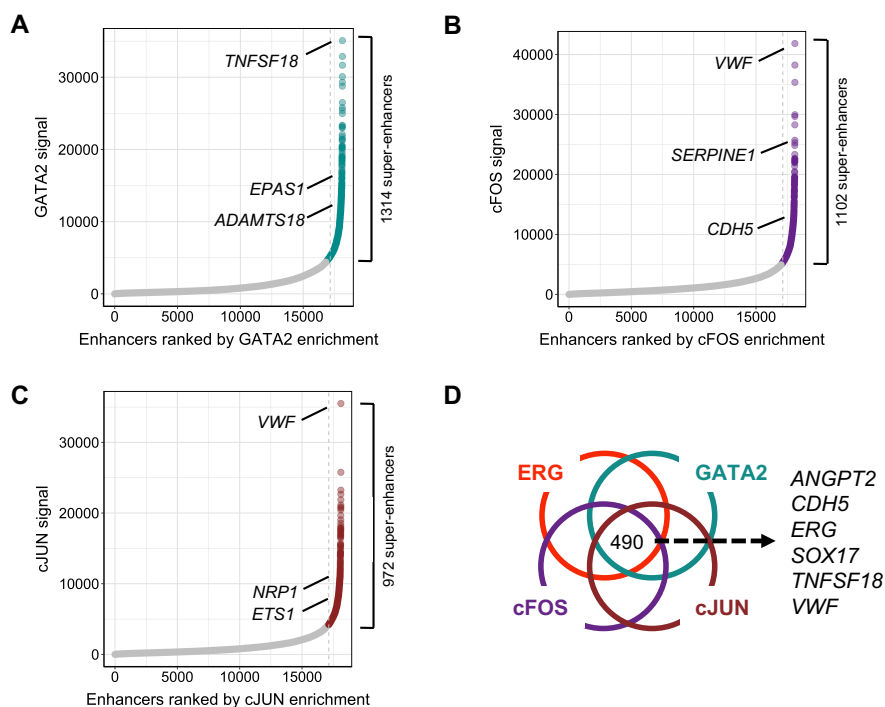 A
GATA2 signal
30000
20000
10000
0
TNFSF18
EPAS1
ADAMTS18
1314 super-enhancers
0
5000
10000
15000
Enhancers ranked by GATA2 enrichment
B
cFOS signal
40000
30000
20000
10000
0
VWF
SERPINE1
CDH5
1102 super-enhancers
0
5000
10000
15000
Enhancers ranked by cFOS enrichment
C
cJUN signal
30000
20000
10000
0
VWF
NRP1
ETS1
972 super-enhancers
0
5000
10000
15000
Enhancers ranked by cJUN enrichment
D
ERG
GATA2
490
cFOS
cJUN
ANGPT2
CDH5
ERG
SOX17
TNFSF18
VWF